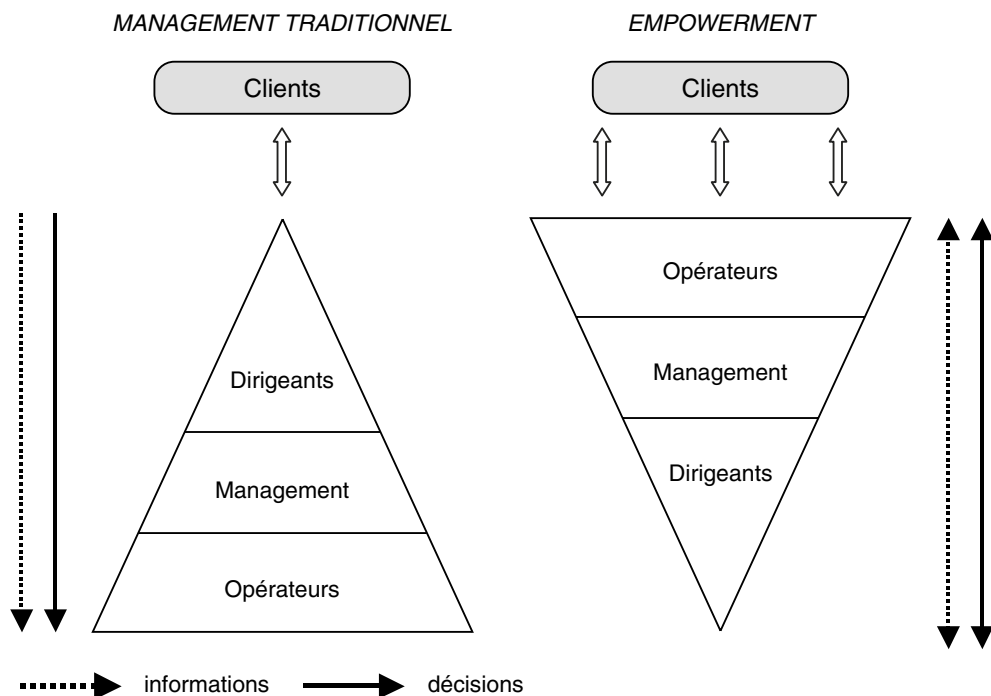 MANAGEMENT TRADITIONNEL
EMPOWERMENT
Clients
Clients
Dirigeants
Management
Opérateurs
Opérateurs
Management
Dirigeants
informations
décisions